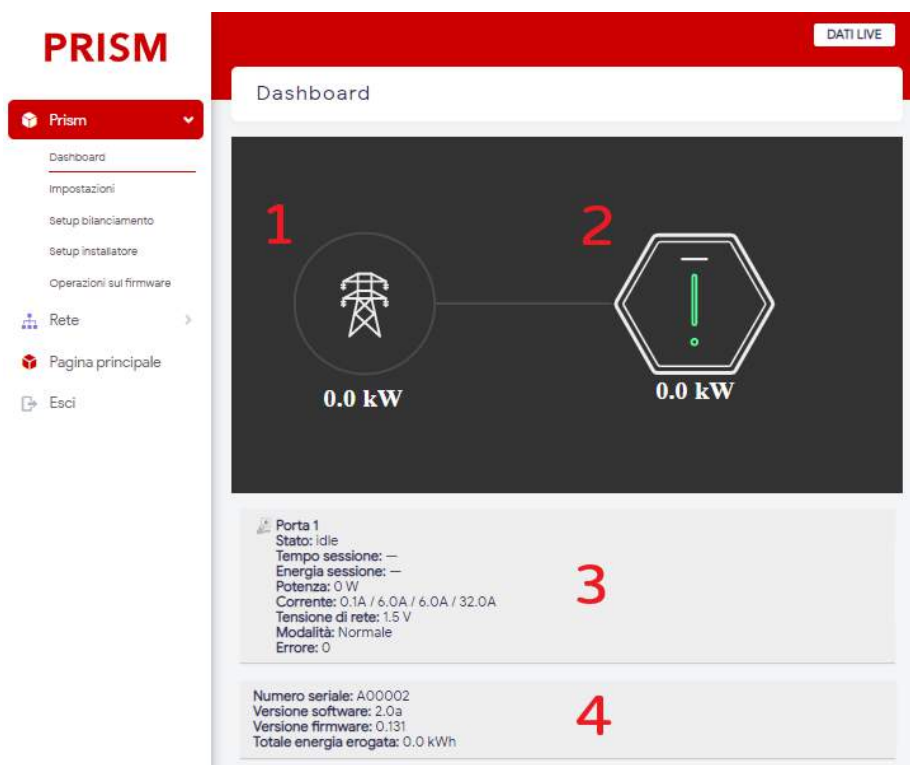 PRISM
DATI LIVE
Dashboard
Prism
Dashboard
Impostazioni
Setup bilanciamento
Setup installatore
Operazioni sul firmware
Rete
Pagina principale
Esci
1
2
0.0 kW
0.0 kW
Porta 1
Stato: idle
Tempo sessione: —
Energia sessione: —
Potenza: 0 W
Corrente: 0.1A / 6.0A / 6.0A / 32.0A
Tensione di rete: 1.5 V
Modalità: Normale
Errore: 0
3
Numero seriale: A00002
Versione software: 2.0a
Versione firmware: 0.131
Totale energia erogata: 0.0 kWh
4